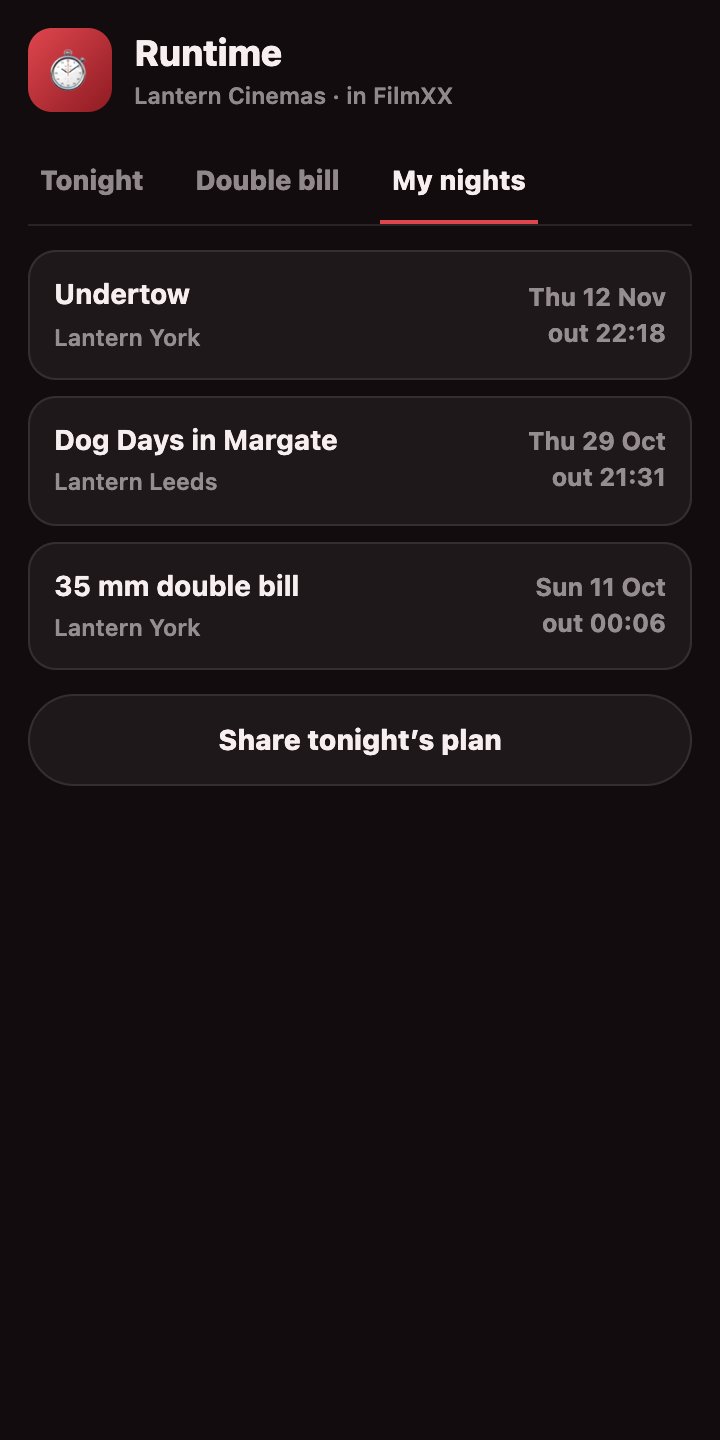 Runtime
Lantern Cinemas · in FilmXX
Tonight
Double bill
My nights
Undertow
Lantern York
Thu 12 Nov
out 22:18
Dog Days in Margate
Lantern Leeds
Thu 29 Oct
out 21:31
35 mm double bill
Lantern York
Sun 11 Oct
out 00:06
Share tonight’s plan